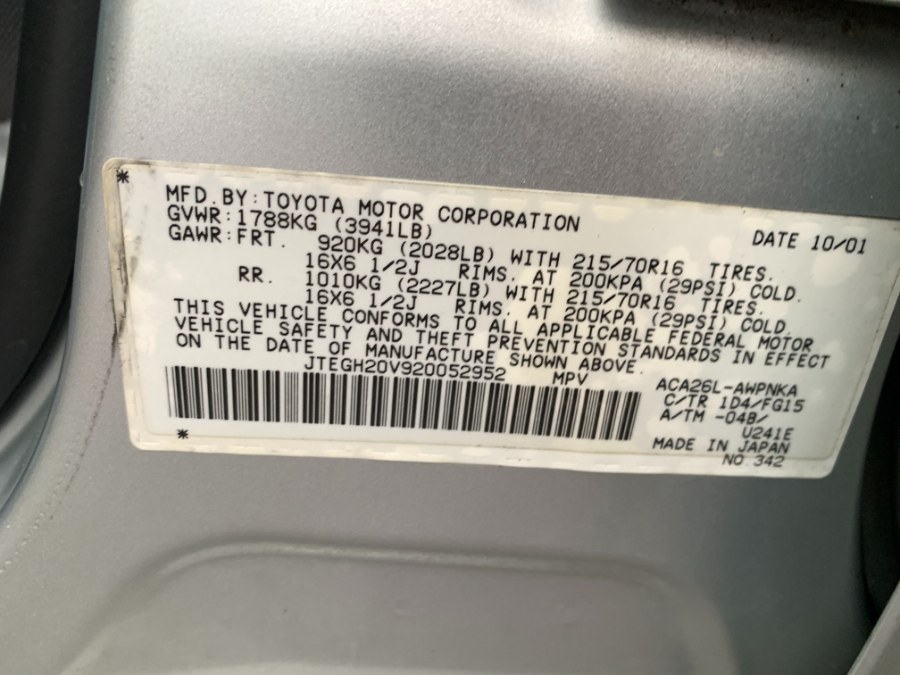 MFD.BY:TOYOTA MOTOR CORPORATION DATE 10/01
GVWR:1788KG (3941LB)
GAWR:FRT. 920KG (2028LB) WITH 215/70R16 TIRES.
16X6 1/2J RIMS. AT 200KPA (29PSI) COLD.
RR. 1010KG (2227LB) WITH 215/70R16 TIRES.
16X6 1/2J RIMS. AT 200KPA (29PSI) COLD.
THIS VEHICLE CONFORMS TO ALL APPLICABLE FEDERAL MOTOR
VEHICLE SAFETY AND THEFT PREVENTION STANDARDS IN EFFECT
ON THE DATE OF MANUFACTURE SHOWN ABOVE.
JTEGH20V920052952 MPV
ACA26L-AWPNKA
C/TR 1D4/FG15
A/TM -04B/
U241E
MADE IN JAPAN
NO.342